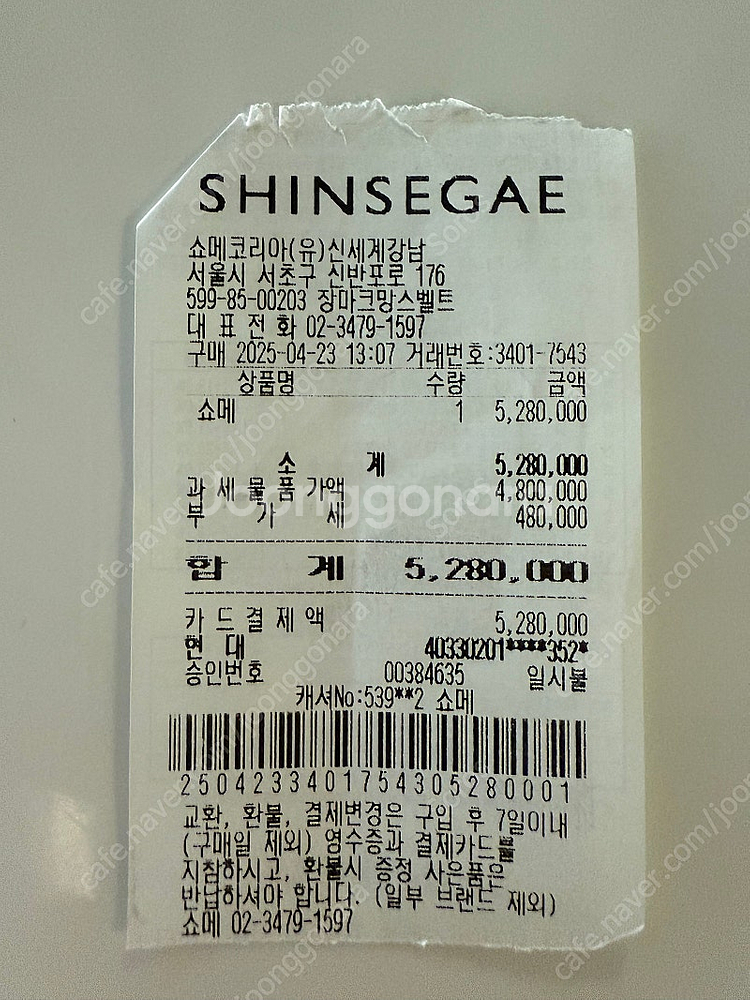 SHINSEGAE
쇼메코리아(유)신세계강남
서울시 서초구 신반포로 176
599-85-00203 장마크망스벨트
대 표 전 화 02-3479-1597
구매 2025-04-23 13:07 거래번호:3401-7543
상품명 수량 금액
쇼메 1 5,280,000
소 계 5,280,000
과 세 물 품 가액 4,800,000
부 가 세 480,000
합 계 5,280,000
카 드 결 제 액 5,280,000
현 대 40330201****352*
승인번호 00384635 일시불
캐셔No:539**2 쇼메
2504233401754305280001
교환, 환불, 결제변경은 구입 후 7일이내
(구매일 제외) 영수증과 결제카드를
지참하시고, 환불시 증정 사은품은
반납하셔야 합니다. (일부 브랜드 제외)
쇼메 02-3479-1597
Joonggonara
cafe.naver.com/joonggonara